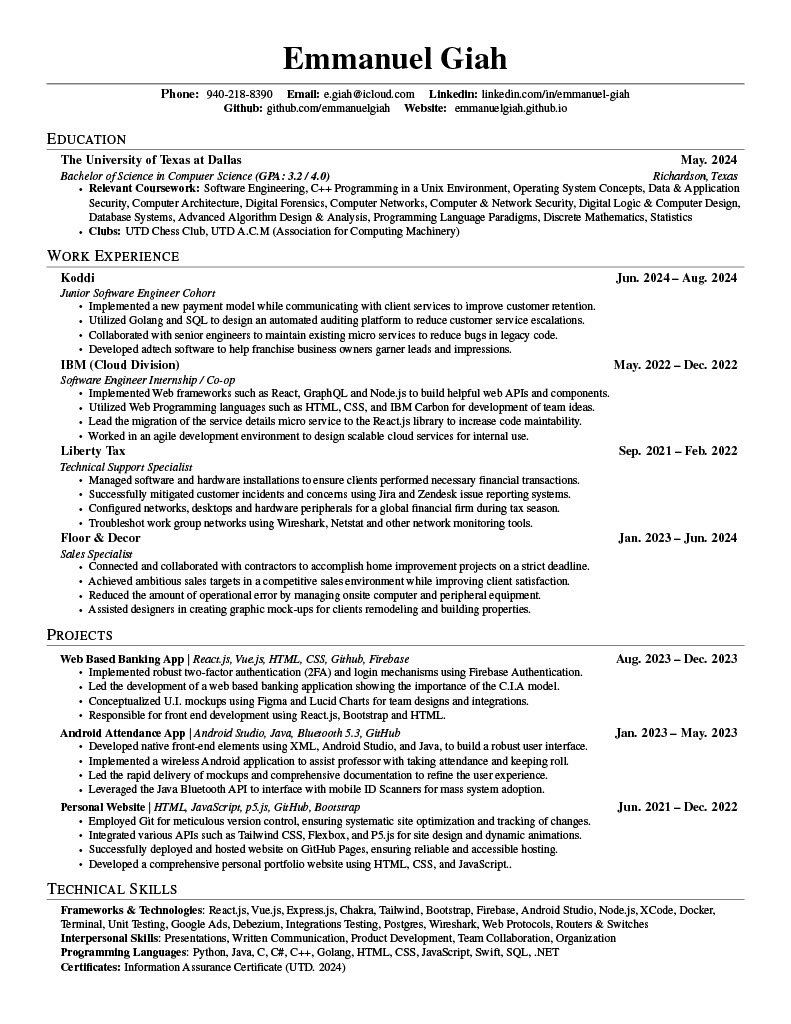 Emmanuel Giah
Phone: 940-218-8390 Email: e.giah@icloud.com Linkedin: linkedin.com/in/emmanuel-giah
Github: github.com/emmanuelgiah Website: emmanuelgiah.github.io
EDUCATION
The University of Texas at Dallas May. 2024
Bachelor of Science in Computer Science (GPA: 3.2 / 4.0) Richardson, Texas
• Relevant Coursework: Software Engineering, C++ Programming in a Unix Environment, Operating System Concepts, Data & Application
Security, Computer Architecture, Digital Forensics, Computer Networks, Computer & Network Security, Digital Logic & Computer Design,
Database Systems, Advanced Algorithm Design & Analysis, Programming Language Paradigms, Discrete Mathematics, Statistics
• Clubs: UTD Chess Club, UTD A.C.M (Association for Computing Machinery)
WORK EXPERIENCE
Koddi Jun. 2024 – Aug. 2024
Junior Software Engineer Cohort
• Implemented a new payment model while communicating with client services to improve customer retention.
• Utilized Golang and SQL to design an automated auditing platform to reduce customer service escalations.
• Collaborated with senior engineers to maintain existing micro services to reduce bugs in legacy code.
• Developed adtech software to help franchise business owners garner leads and impressions.
IBM (Cloud Division) May. 2022 – Dec. 2022
Software Engineer Internship / Co-op
• Implemented Web frameworks such as React, GraphQL and Node.js to build helpful web APIs and components.
• Utilized Web Programming languages such as HTML, CSS, and IBM Carbon for development of team ideas.
• Lead the migration of the service details micro service to the React.js library to increase code maintability.
• Worked in an agile development environment to design scalable cloud services for internal use.
Liberty Tax Sep. 2021 – Feb. 2022
Technical Support Specialist
• Managed software and hardware installations to ensure clients performed necessary financial transactions.
• Successfully mitigated customer incidents and concerns using Jira and Zendesk issue reporting systems.
• Configured networks, desktops and hardware peripherals for a global financial firm during tax season.
• Troubleshot work group networks using Wireshark, Netstat and other network monitoring tools.
Floor & Decor Jan. 2023 – Jun. 2024
Sales Specialist
• Connected and collaborated with contractors to accomplish home improvement projects on a strict deadline.
• Achieved ambitious sales targets in a competitive sales environment while improving client satisfaction.
• Reduced the amount of operational error by managing onsite computer and peripheral equipment.
• Assisted designers in creating graphic mock-ups for clients remodeling and building properties.
PROJECTS
Web Based Banking App | React.js, Vue.js, HTML, CSS, Github, Firebase Aug. 2023 – Dec. 2023
• Implemented robust two-factor authentication (2FA) and login mechanisms using Firebase Authentication.
• Led the development of a web based banking application showing the importance of the C.I.A model.
• Conceptualized U.I. mockups using Figma and Lucid Charts for team designs and integrations.
• Responsible for front end development using React.js, Bootstrap and HTML.
Android Attendance App | Android Studio, Java, Bluetooth 5.3, GitHub Jan. 2023 – May. 2023
• Developed native front-end elements using XML, Android Studio, and Java, to build a robust user interface.
• Implemented a wireless Android application to assist professor with taking attendance and keeping roll.
• Led the rapid delivery of mockups and comprehensive documentation to refine the user experience.
• Leveraged the Java Bluetooth API to interface with mobile ID Scanners for mass system adoption.
Personal Website | HTML, JavaScript, p5.js, GitHub, Boostrap Jun. 2021 – Dec. 2022
• Employed Git for meticulous version control, ensuring systematic site optimization and tracking of changes.
• Integrated various APIs such as Tailwind CSS, Flexbox, and P5.js for site design and dynamic animations.
• Successfully deployed and hosted website on GitHub Pages, ensuring reliable and accessible hosting.
• Developed a comprehensive personal portfolio website using HTML, CSS, and JavaScript..
TECHNICAL SKILLS
Frameworks & Technologies: React.js, Vue.js, Express.js, Chakra, Tailwind, Bootstrap, Firebase, Android Studio, Node.js, XCode, Docker,
Terminal, Unit Testing, Google Ads, Debezium, Integrations Testing, Postgres, Wireshark, Web Protocols, Routers & Switches
Interpersonal Skills: Presentations, Written Communication, Product Development, Team Collaboration, Organization
Programming Languages: Python, Java, C, C#, C++, Golang, HTML, CSS, JavaScript, Swift, SQL, .NET
Certificates: Information Assurance Certificate (UTD. 2024)